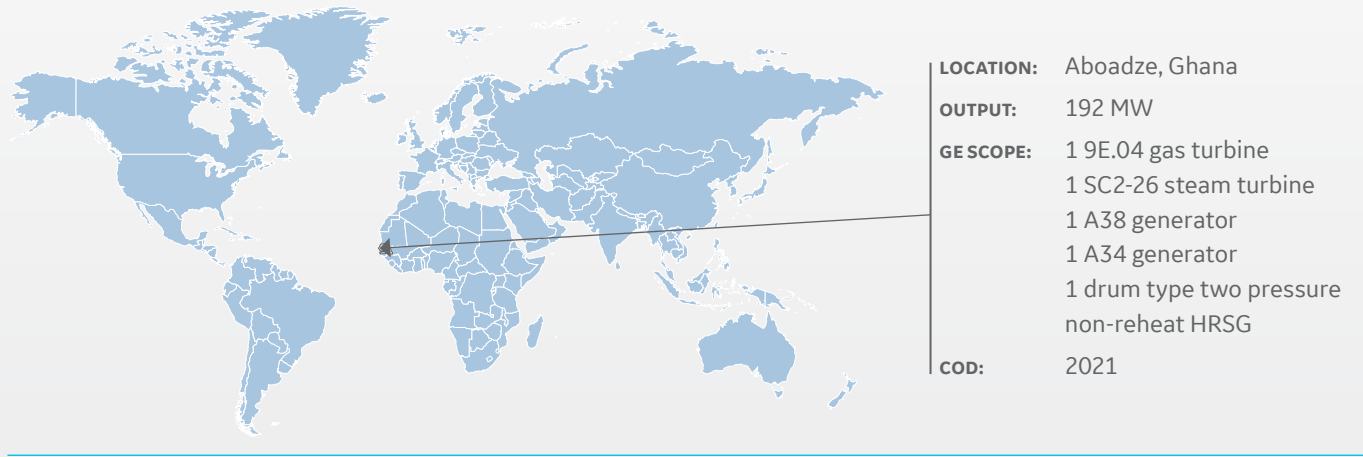 LOCATION: Aboadze, Ghana
OUTPUT: 192 MW
GE SCOPE: 1 9E.04 gas turbine
1 SC2-26 steam turbine
1 A38 generator
1 A34 generator
1 drum type two pressure
non-reheat HRSG
COD: 2021